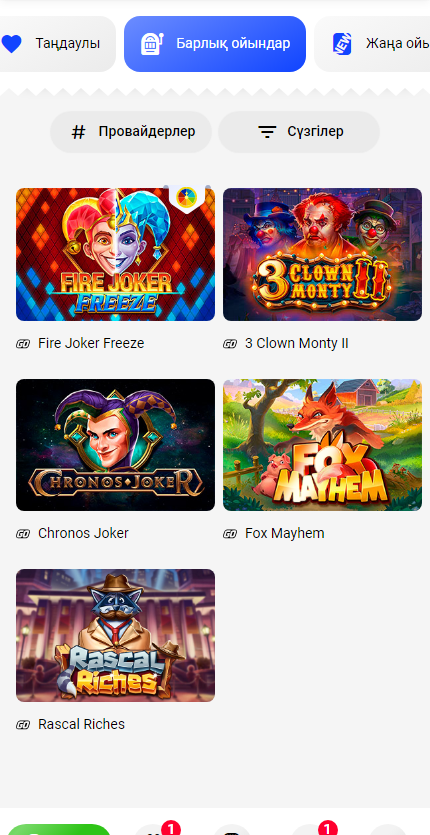 Таңдаулы
Барлық ойындар
NEW
Жаңа ойы
Провайдерлер
Сүзгілер
FIRE JOKER
FREEZE
3 CLOWN
MONTY II
Fire Joker Freeze
3 Clown Monty II
CHRONOS JOKER
FOX
MAYHEM
Chronos Joker
Fox Mayhem
Rascal
Riches
Rascal Riches
1
1